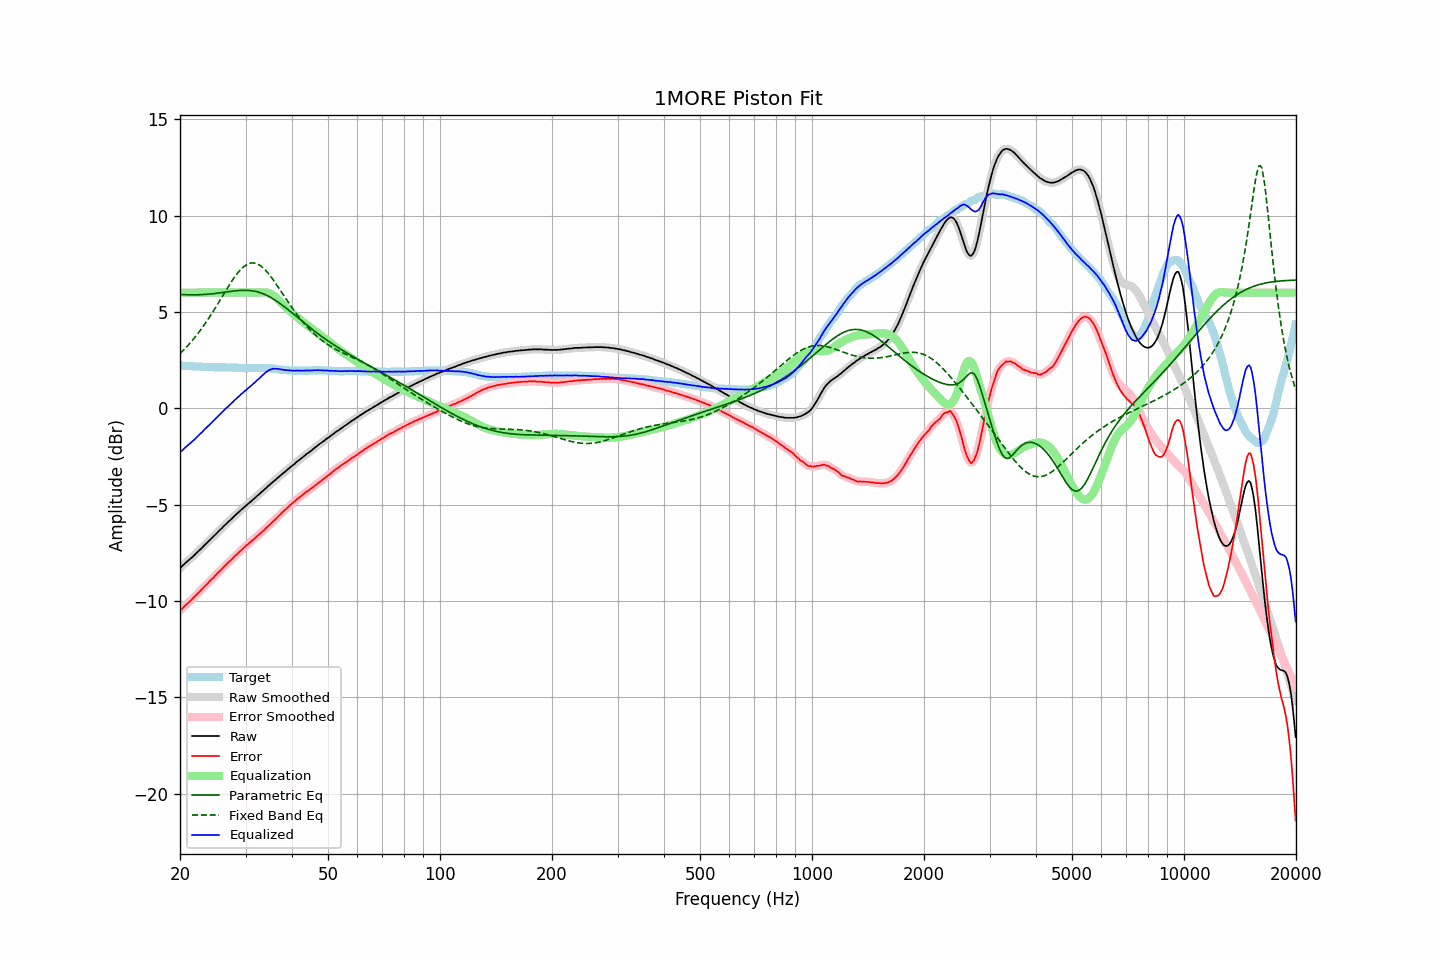 1MORE Piston Fit
15
10
5
0
−5
−10
−15
−20
Amplitude (dBr)
Target
Raw Smoothed
Error Smoothed
Raw
Error
Equalization
Parametric Eq
Fixed Band Eq
Equalized
20 50 100 200 500 1000 2000 5000 10000 20000
Frequency (Hz)